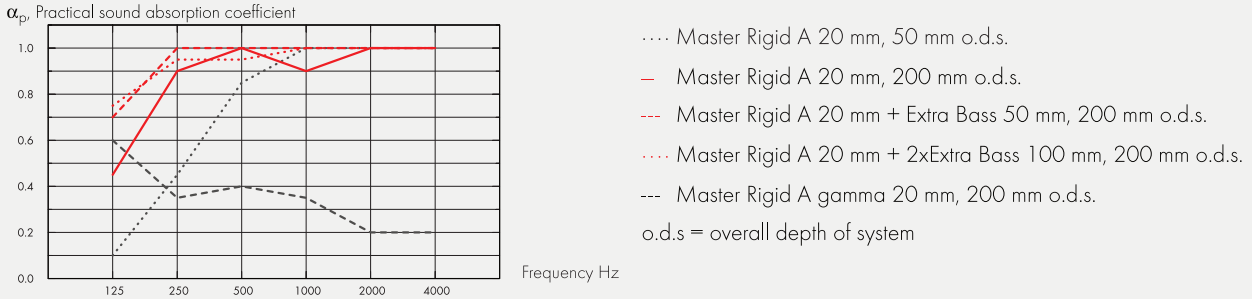 αp, Practical sound absorption coefficient
1.0
0.8
0.6
0.4
0.2
0.0
125 250 500 1000 2000 4000
Frequency Hz
Master Rigid A 20 mm, 50 mm o.d.s.
Master Rigid A 20 mm, 200 mm o.d.s.
Master Rigid A 20 mm + Extra Bass 50 mm, 200 mm o.d.s.
Master Rigid A 20 mm + 2xExtra Bass 100 mm, 200 mm o.d.s.
Master Rigid A gamma 20 mm, 200 mm o.d.s.
o.d.s = overall depth of system